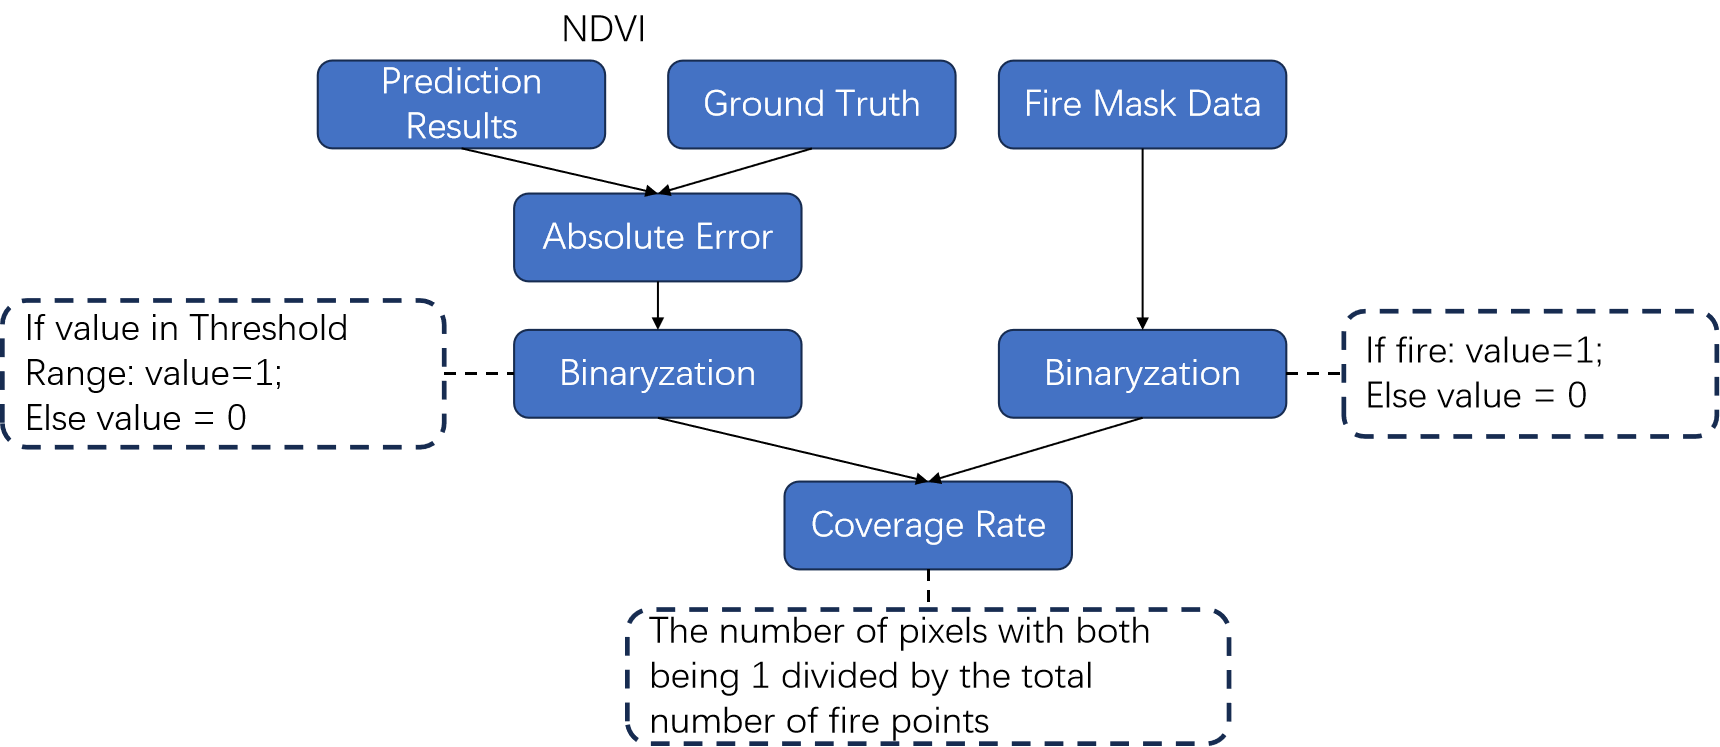 NDVI
Prediction
Results
Ground Truth
Fire Mask Data
Absolute Error
If value in Threshold
Range: value=1;
Else value = 0
Binaryzation
Binaryzation
If fire: value=1;
Else value = 0
Coverage Rate
The number of pixels with both
being 1 divided by the total
number of fire points